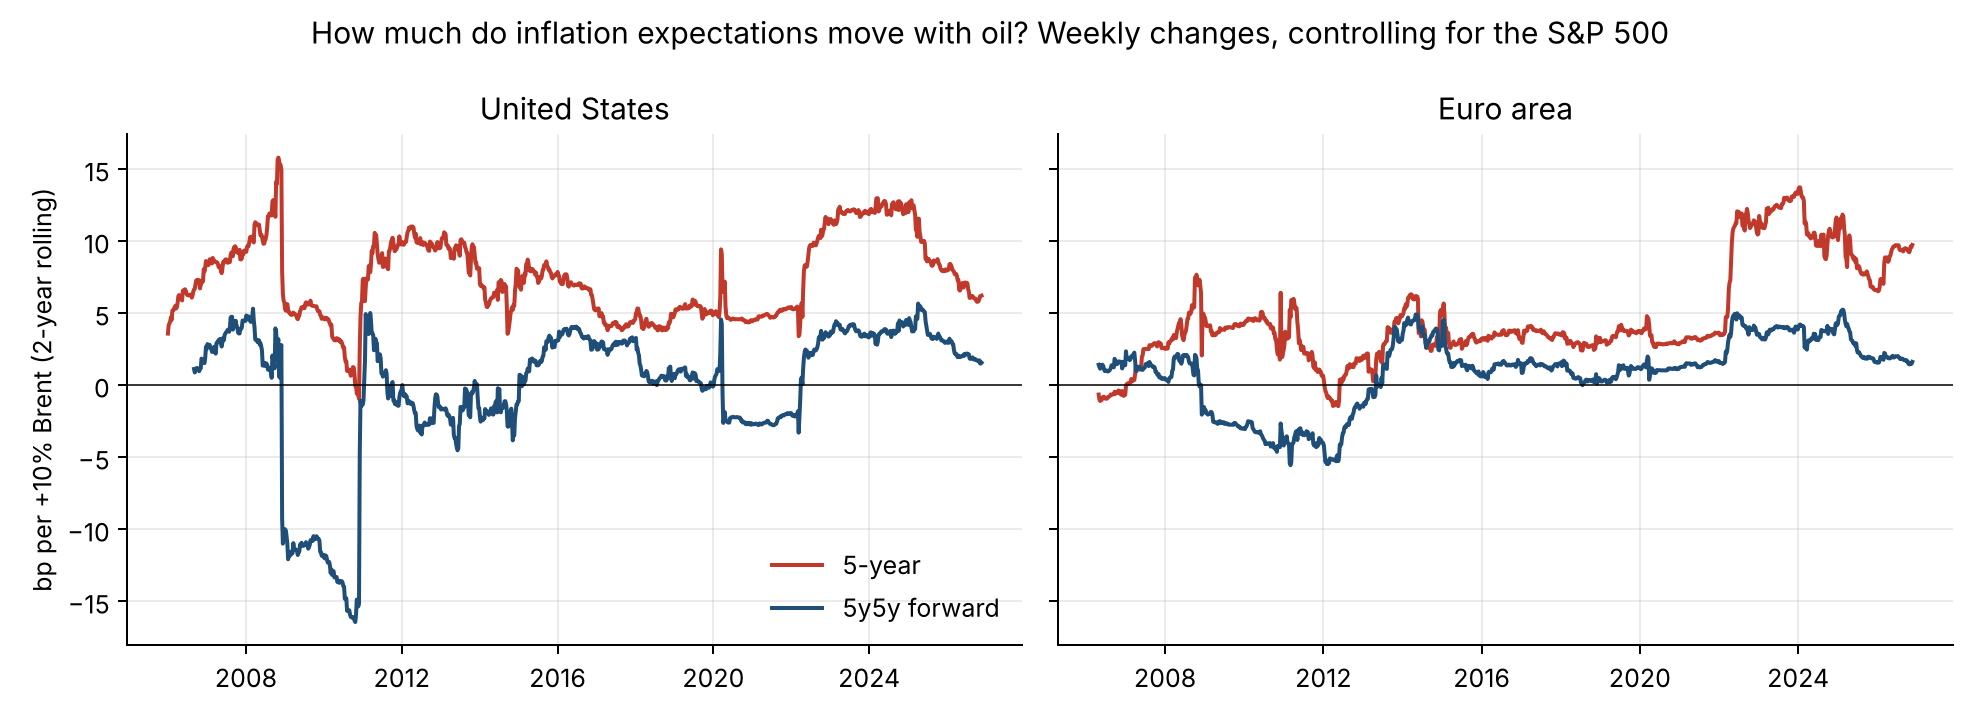 How much do inflation expectations move with oil? Weekly changes, controlling for the S&P 500
United States
Euro area
bp per +10% Brent (2-year rolling)
15
10
5
0
−5
−10
−15
5-year
5y5y forward
2008
2012
2016
2020
2024
2008
2012
2016
2020
2024